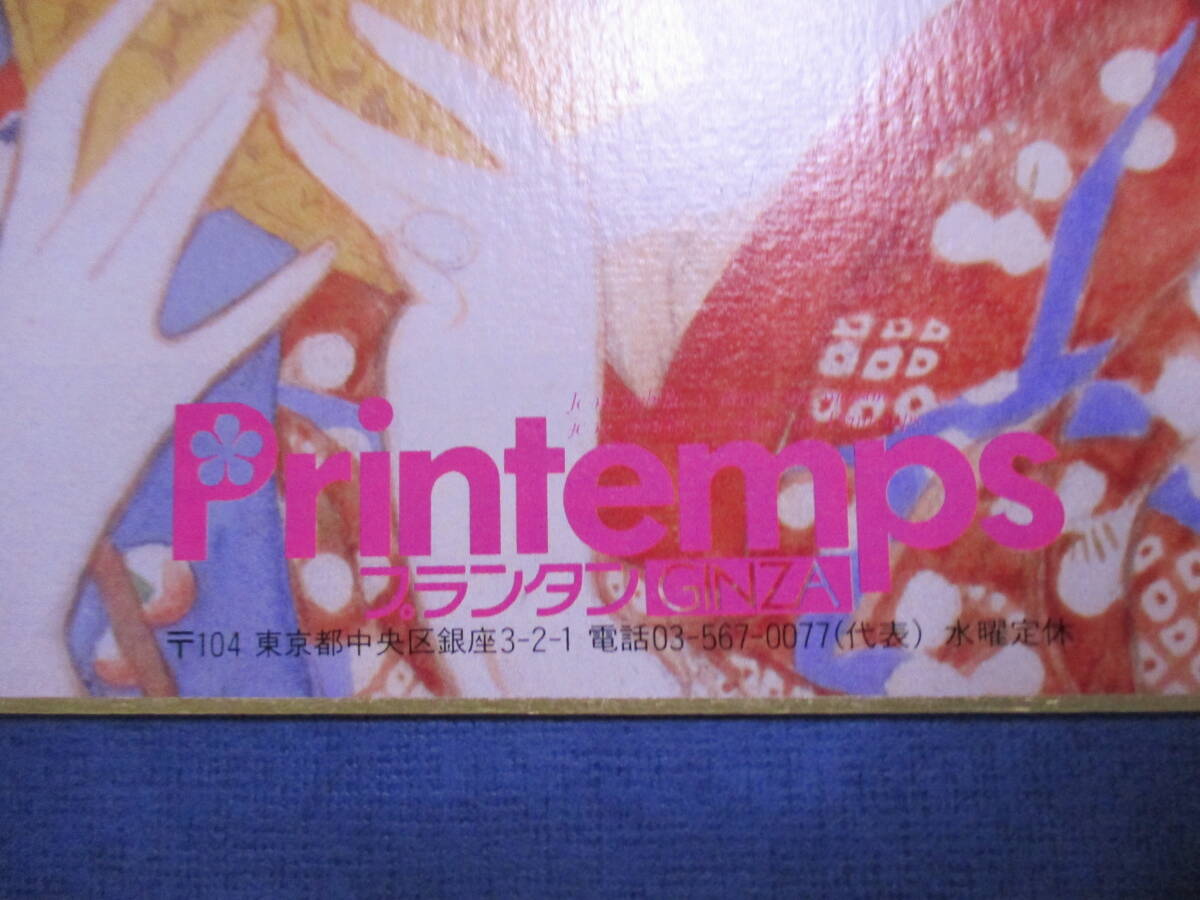 Printemps
プランタン GINZA
〒104 東京都中央区銀座3-2-1 電話03-567-0077(代表) 水曜定休